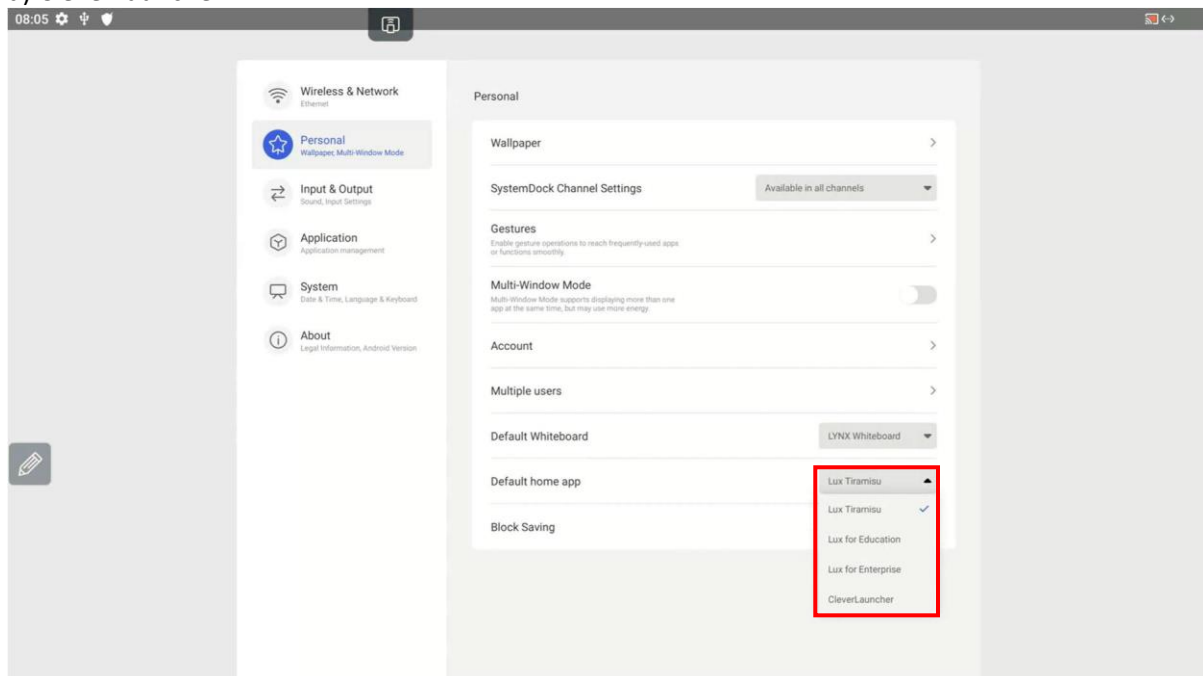 08:05
Wireless & Network
Ethernet
Personal
Wallpaper, Multi-Window Mode
Input & Output
Sound, Input Settings
Application
Application management
System
Date & Time, Language & Keyboard
About
Legal Information, Android Version
Personal
Wallpaper
SystemDock Channel Settings
Available in all channels
Gestures
Enable gesture operations to reach frequently-used apps
or functions smoothly.
Multi-Window Mode
Multi-Window Mode supports displaying more than one
app at the same time, but may use more energy.
Account
Multiple users
Default Whiteboard
LYNX Whiteboard
Default home app
Lux Tiramisu
Lux Tiramisu
Lux for Education
Lux for Enterprise
CleverLauncher
Block Saving